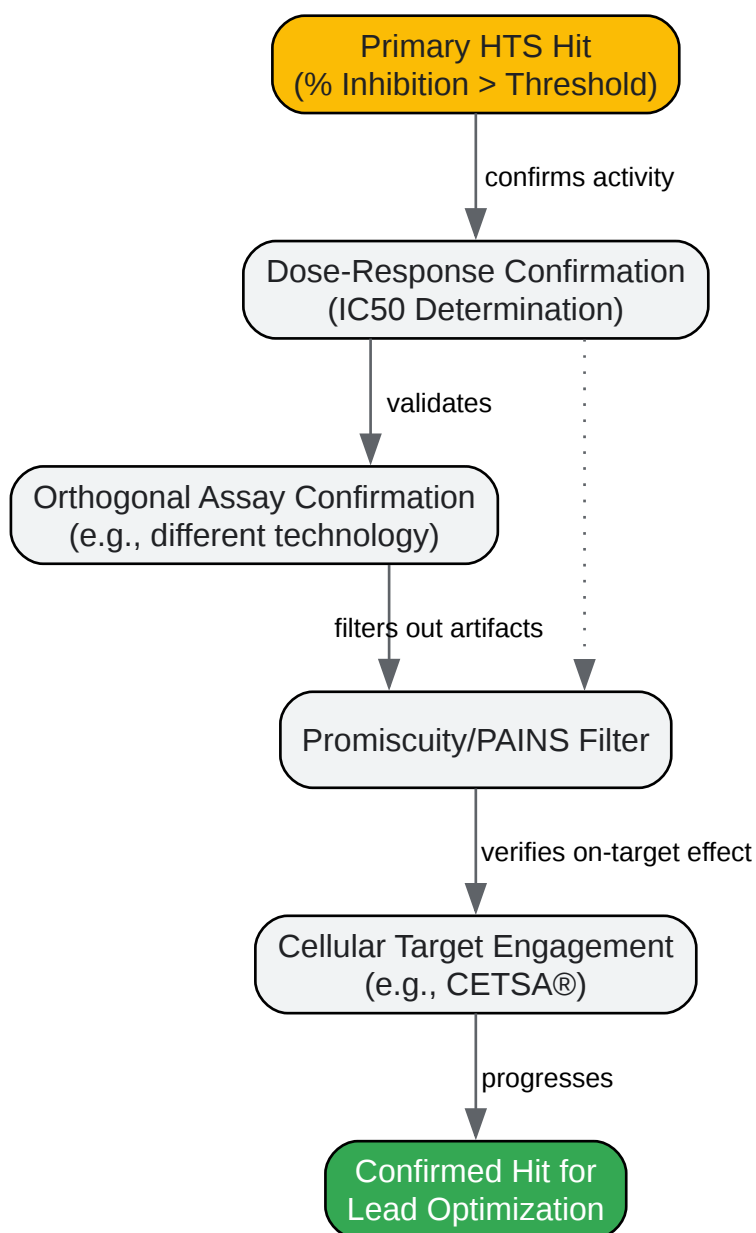 Primary HTS Hit
(% Inhibition > Threshold)
confirms activity
Dose-Response Confirmation
(IC50 Determination)
validates
Orthogonal Assay Confirmation
(e.g., different technology)
filters out artifacts
Promiscuity/PAINS Filter
verifies on-target effect
Cellular Target Engagement
(e.g., CETSA®)
progresses
Confirmed Hit for
Lead Optimization